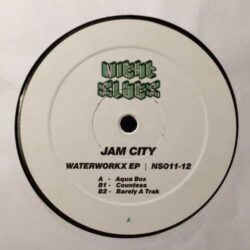 NIGHT
SLUGS
JAM CITY
WATERWORKX EP | NS011-12
A - Aqua Box
B1 - Countess
B2 - Barely A Trak
A